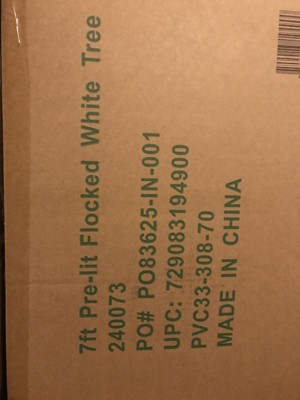 7ft Pre-lit Flocked White Tree
240073
PO# PO83625-IN-001
UPC: 729083194900
PVC33-308-70
MADE IN CHINA